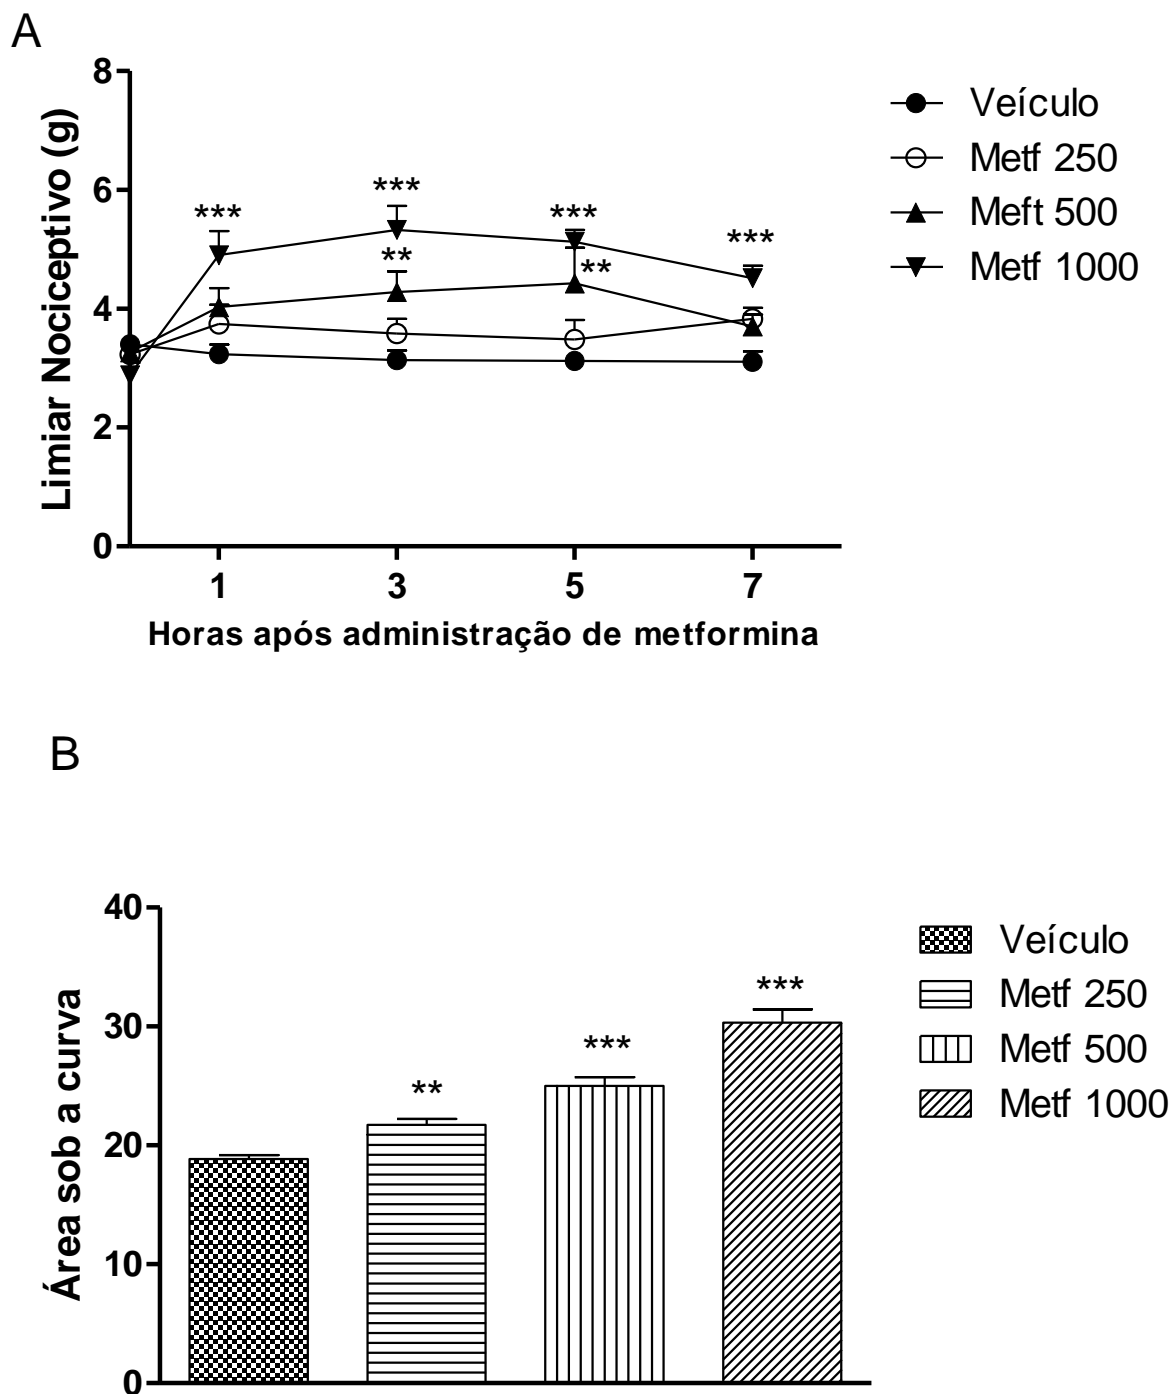 A
8
6
4
2
0
Limiar Nociceptivo (g)
***
***
**
***
**
***
1 3 5 7
Horas após administração de metformina
Veículo
Metf 250
Meft 500
Metf 1000
B
40
30
20
10
0
Área sob a curva
**
***
***
Veículo
Metf 250
Metf 500
Metf 1000